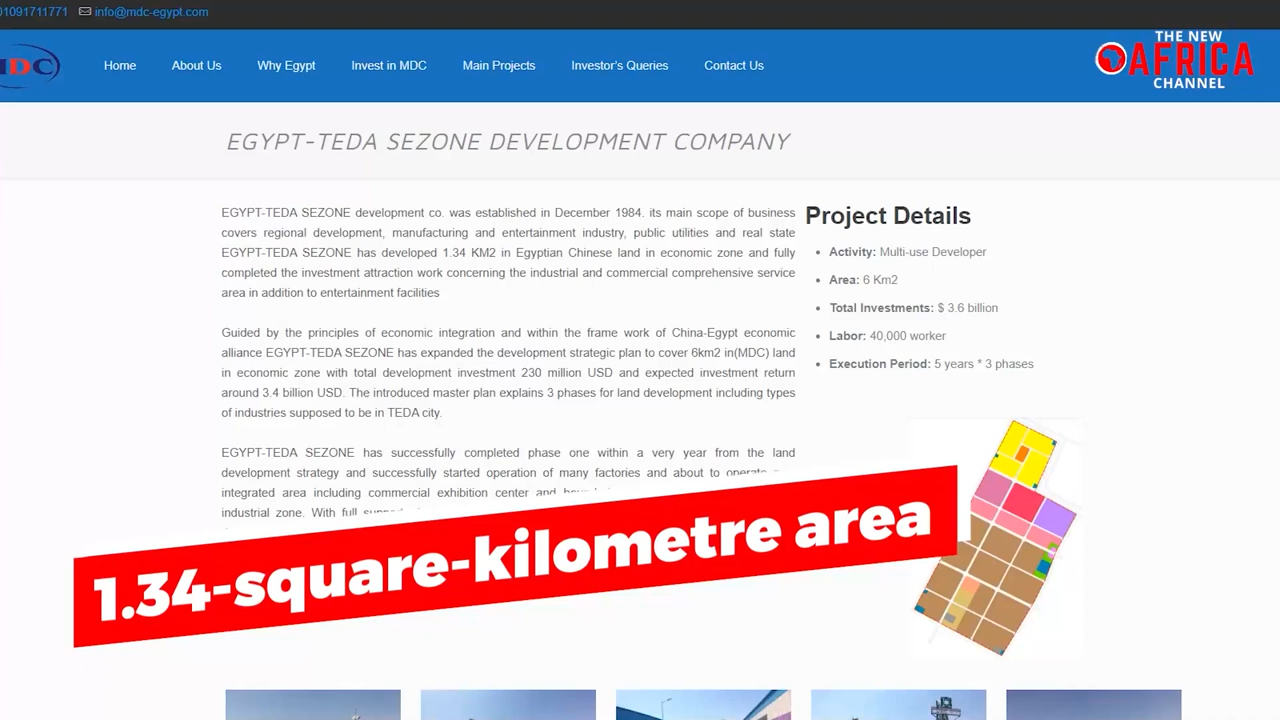 01091711771 info@mdc-egypt.com
MDC
Home About Us Why Egypt Invest in MDC Main Projects Investor's Queries Contact Us
THE NEW
AFRICA
CHANNEL
EGYPT-TEDA SEZONE DEVELOPMENT COMPANY
EGYPT-TEDA SEZONE development co. was established in December 1984. its main scope of business
covers regional development, manufacturing and entertainment industry, public utilities and real state
EGYPT-TEDA SEZONE has developed 1.34 KM2 in Egyptian Chinese land in economic zone and fully
completed the investment attraction work concerning the industrial and commercial comprehensive service
area in addition to entertainment facilities
Guided by the principles of economic integration and within the frame work of China-Egypt economic
alliance EGYPT-TEDA SEZONE has expanded the development strategic plan to cover 6km2 in(MDC) land
in economic zone with total development investment 230 million USD and expected investment return
around 3.4 billion USD. The introduced master plan explains 3 phases for land development including types
of industries supposed to be in TEDA city.
EGYPT-TEDA SEZONE has successfully completed phase one within a very year from the land
development strategy and successfully started operation of many factories and about to operate
integrated area including commercial exhibition center and
industrial zone. With full
Project Details
Activity: Multi-use Developer
Area: 6 Km2
Total Investments: $ 3.6 billion
Labor: 40,000 worker
Execution Period: 5 years * 3 phases
1.34-square-kilometre area